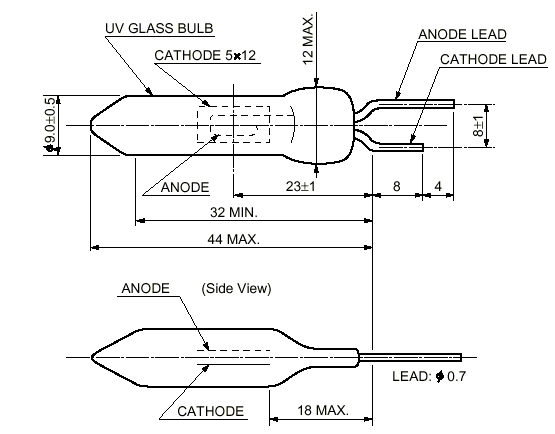 UV GLASS BULB
CATHODE 5×12
12 MAX.
ANODE LEAD
CATHODE LEAD
ϕ9.0±0.5
8±1
ANODE
23±1
8
4
32 MIN.
44 MAX.
ANODE
(Side View)
LEAD: ϕ 0.7
CATHODE
18 MAX.